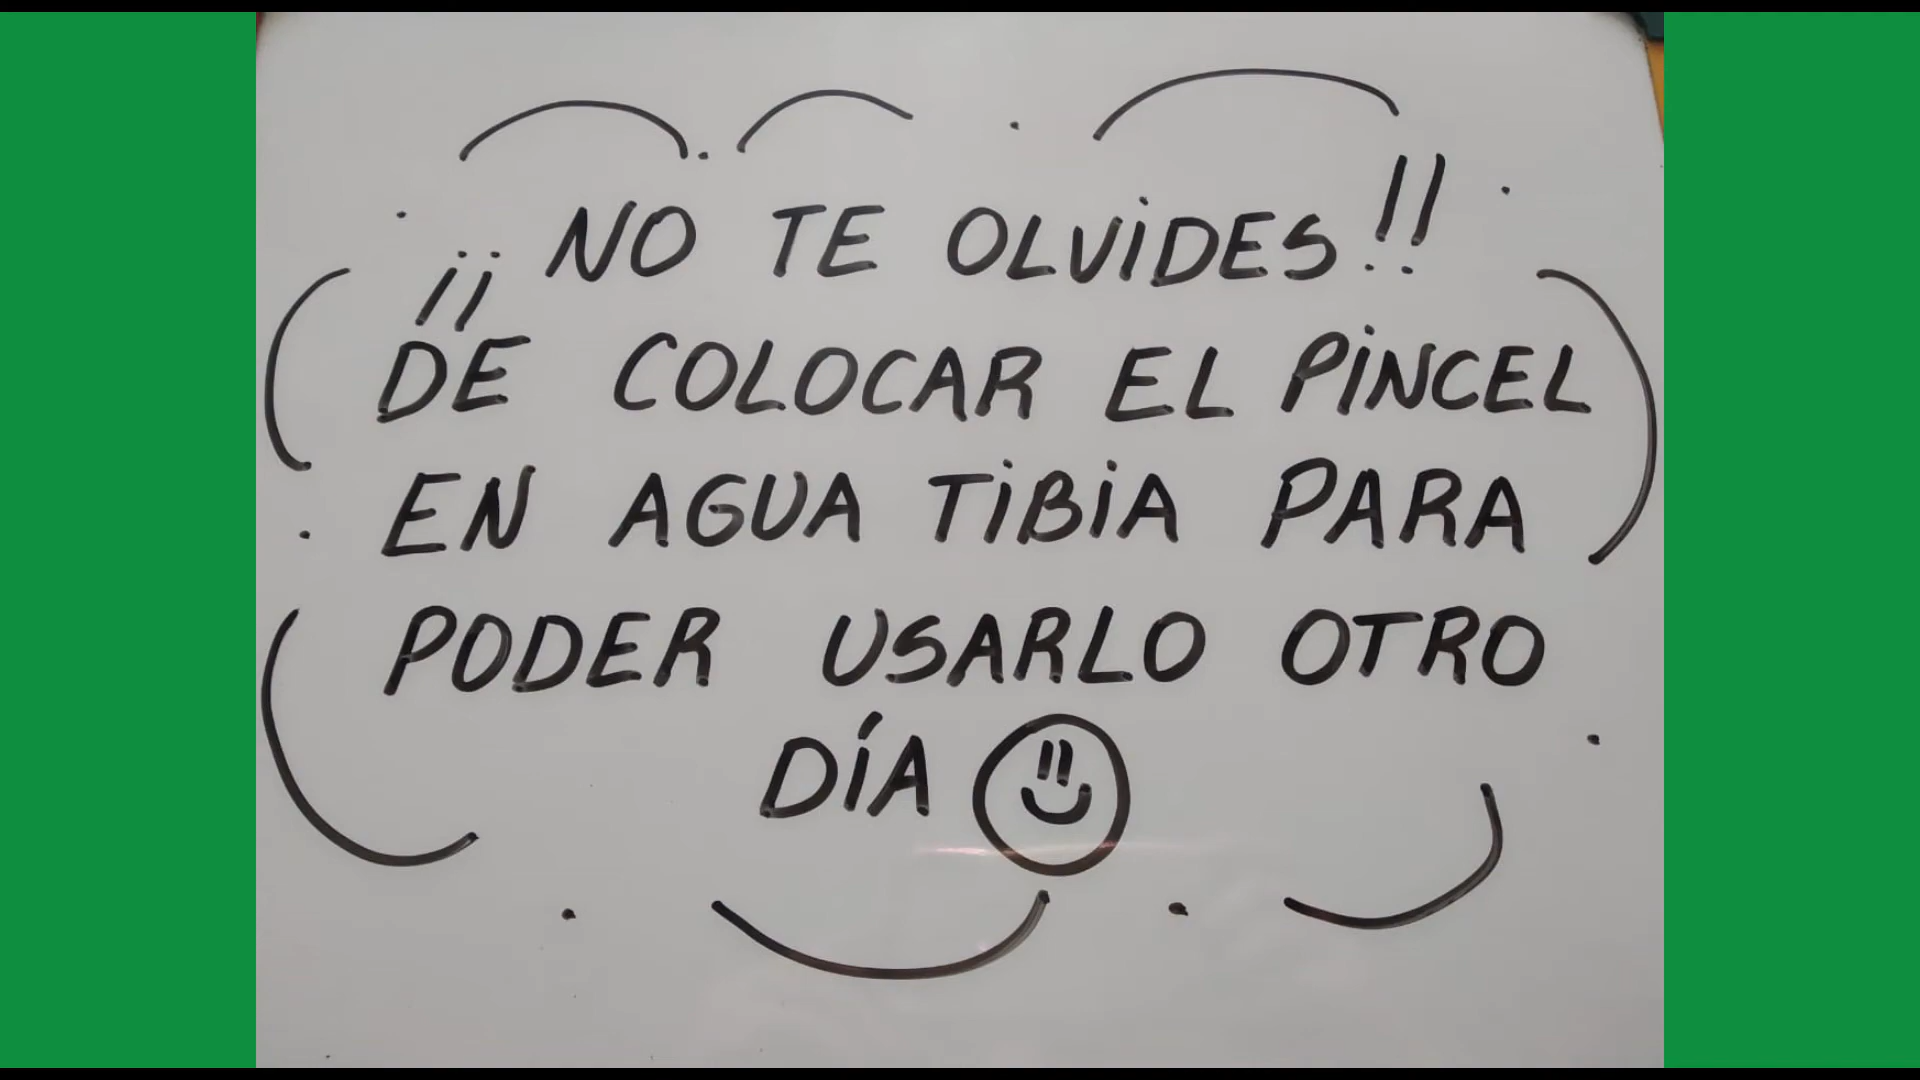 ¡¡ NO TE OLVIDES!!
DE COLOCAR EL PINCEL
EN AGUA TIBIA PARA
PODER USARLO OTRO
DÍA